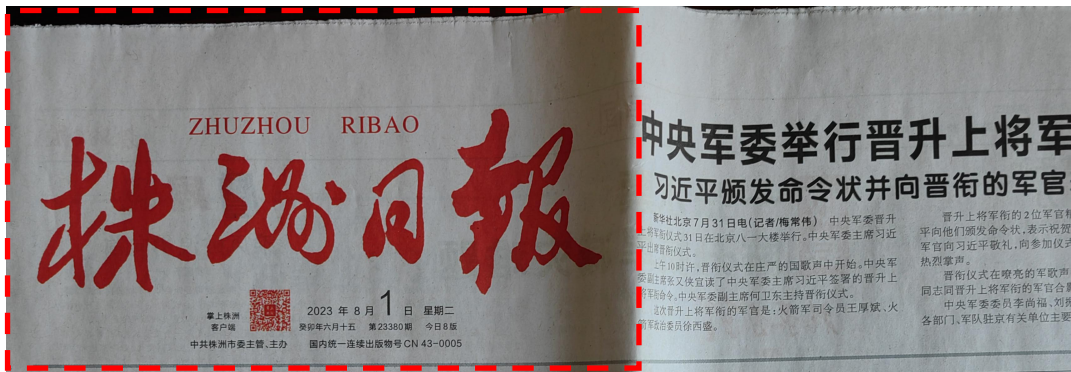 ZHUZHOU RIBAO
株洲日報
掌上株洲
客户端
2023 年 8 月 1 日 星期二
癸卯年六月十五 第23380期 今日8版
中共株洲市委主管、主办 国内统一连续出版物号 CN 43-0005
中央军委举行晋升上将军
习近平颁发命令状并向晋衔的军官
新华社北京7月31日电(记者/梅常伟) 中央军委晋升
上将军衔仪式31日在北京八一大楼举行。中央军委主席习近
平出席晋衔仪式。
上午10时许,晋衔仪式在庄严的国歌声中开始。中央军
委副主席张又侠宣读了中央军委主席习近平签署的晋升上
将军衔命令。中央军委副主席何卫东主持晋衔仪式。
这次晋升上将军衔的军官是:火箭军司令员王厚斌、火
箭军政治委员徐西盛。
晋升上将军衔的2位军官精
平向他们颁发命令状,表示祝贺
军官向习近平敬礼,向参加仪式
热烈掌声。
晋衔仪式在嘹亮的军歌声
同志同晋升上将军衔的军官合影
中央军委委员李尚福、刘振
各部门、军队驻京有关单位主要